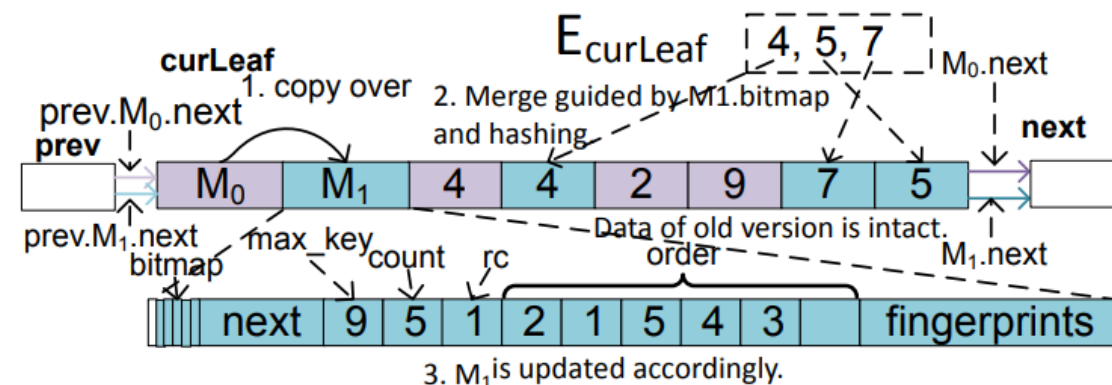 E_curLeaf
4, 5, 7
curLeaf
1. copy over
M₀.next
2. Merge guided by M1.bitmap
and hashing
prev.M₀.next
prev
next
M₀ M₁ 4 4 2 9 7 5
prev.M₁.next
Data of old version is intact.
M₁.next
bitmap
max_key
count
rc
order
next 9 5 1 2 1 5 4 3 fingerprints
3. M₁ is updated accordingly.